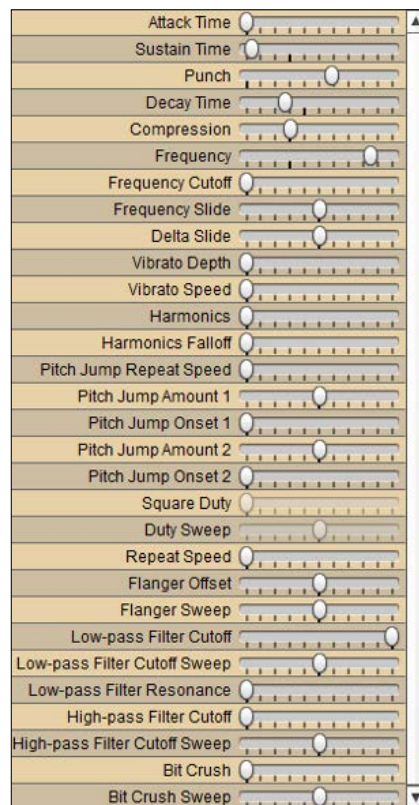 Attack Time
Sustain Time
Punch
Decay Time
Compression
Frequency
Frequency Cutoff
Frequency Slide
Delta Slide
Vibrato Depth
Vibrato Speed
Harmonics
Harmonics Falloff
Pitch Jump Repeat Speed
Pitch Jump Amount 1
Pitch Jump Onset 1
Pitch Jump Amount 2
Pitch Jump Onset 2
Square Duty
Duty Sweep
Repeat Speed
Flanger Offset
Flanger Sweep
Low-pass Filter Cutoff
Low-pass Filter Cutoff Sweep
Low-pass Filter Resonance
High-pass Filter Cutoff
High-pass Filter Cutoff Sweep
Bit Crush
Bit Crush Sweep